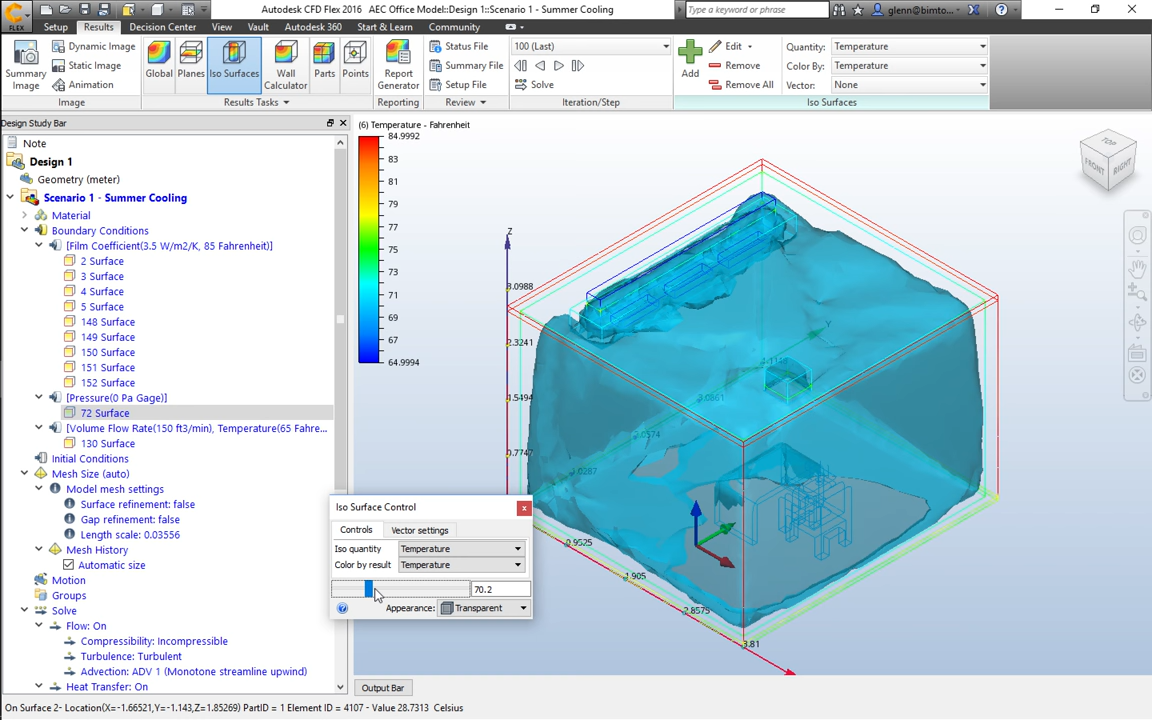 FLEX
Autodesk CFD Flex 2016  AEC Office Model::Design 1::Scenario 1 - Summer Cooling
Type a keyword or phrase
glenn@bimto...
Setup Results Decision Center View Vault Autodesk 360 Start & Learn Community
Summary Image
Dynamic Image
Static Image
Animation
Image
Global
Planes
Iso Surfaces
Wall Calculator
Parts
Points
Results Tasks
Report Generator
Reporting
Status File
Summary File
Setup File
Review
100 (Last)
Solve
Iteration/Step
Add
Edit
Remove
Remove All
Quantity: Temperature
Color By: Temperature
Vector: None
Iso Surfaces
Design Study Bar
Note
Design 1
Geometry (meter)
Scenario 1 - Summer Cooling
Material
Boundary Conditions
[Film Coefficient(3.5 W/m2/K, 85 Fahrenheit)]
2 Surface
3 Surface
4 Surface
5 Surface
148 Surface
149 Surface
150 Surface
151 Surface
152 Surface
[Pressure(0 Pa Gage)]
72 Surface
[Volume Flow Rate(150 ft3/min), Temperature(65 Fahre...
130 Surface
Initial Conditions
Mesh Size (auto)
Model mesh settings
Surface refinement: false
Gap refinement: false
Length scale: 0.03556
Mesh History
Automatic size
Motion
Groups
Solve
Flow: On
Compressibility: Incompressible
Turbulence: Turbulent
Advection: ADV 1 (Monotone streamline upwind)
Heat Transfer: On
(6) Temperature - Fahrenheit
84.9992
83
81
79
77
75
73
71
69
67
64.9994
TOP
FRONT
RIGHT
Z
3.0988
2.3241
1.5494
0.7747
Y
4.1148
3.0861
2.0574
1.0287
0.9525
1.905
2.8575
3.81
Iso Surface Control
Controls
Vector settings
Iso quantity Temperature
Color by result Temperature
70.2
Appearance: Transparent
Output Bar
On Surface 2- Location(X=-1.66521,Y=-1.143,Z=1.85269) PartID = 1 Element ID = 4107 - Value 28.7313 Celsius